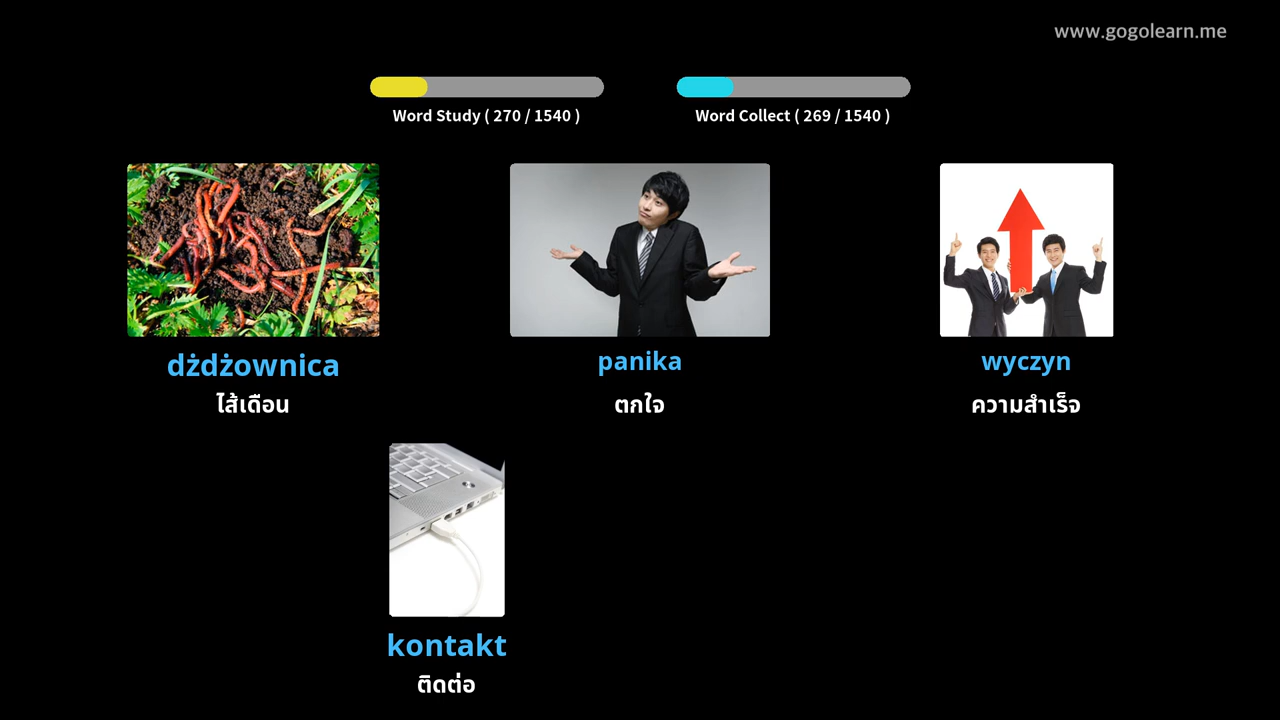 www.gogolearn.me
Word Study ( 270 / 1540 )
Word Collect ( 269 / 1540 )
dżdżownica
ไส้เดือน
panika
ตกใจ
wyczyn
ความสำเร็จ
kontakt
ติดต่อ